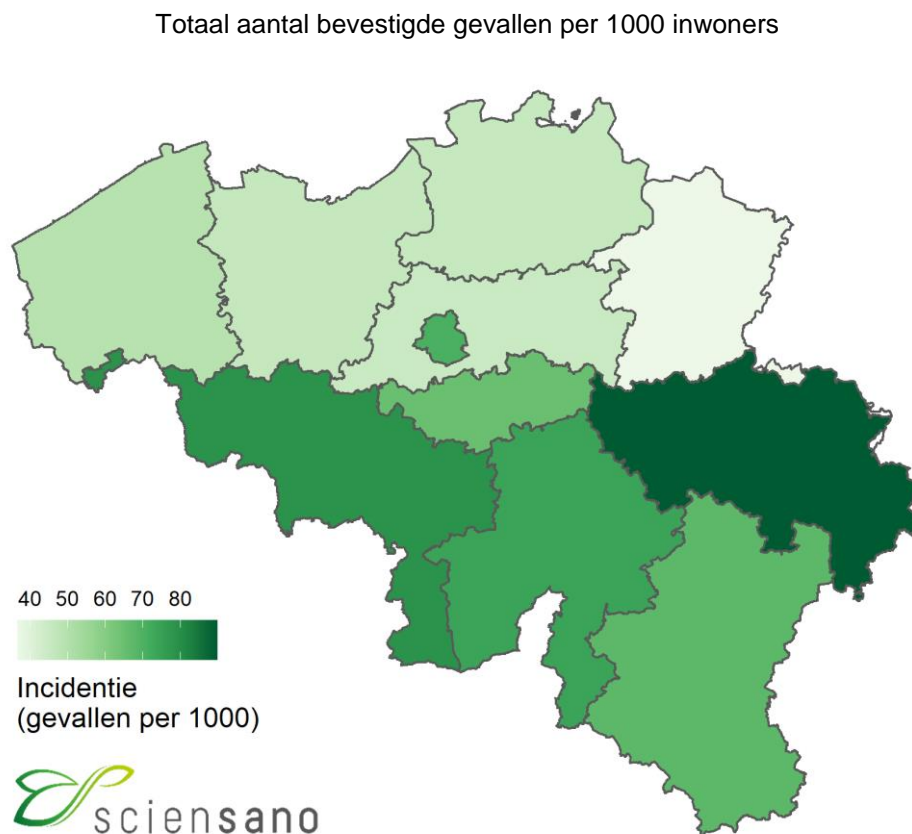 Totaal aantal bevestigde gevallen per 1000 inwoners
40 50 60 70 80
Incidentie
(gevallen per 1000)
sciensano